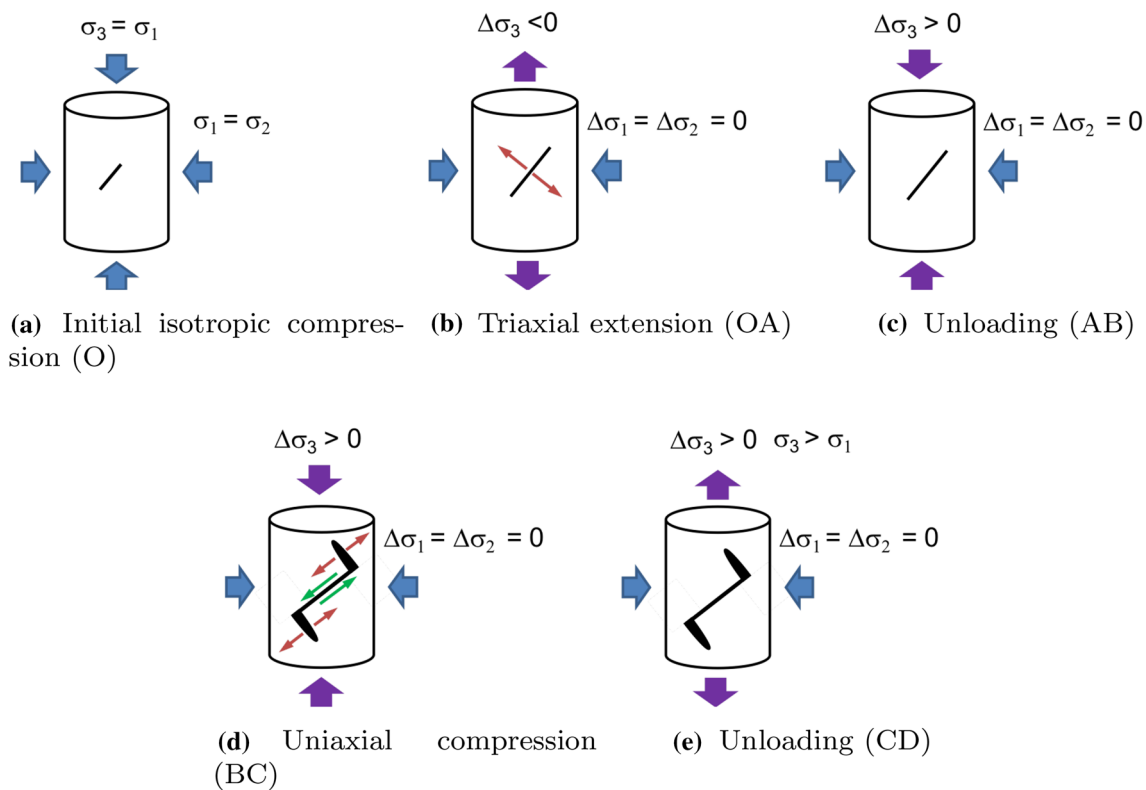 σ₃ = σ₁
σ₁ = σ₂
(a) Initial isotropic compres-
sion (O)
Δσ₃ <0
Δσ₁ = Δσ₂ = 0
(b) Triaxial extension (OA)
Δσ₃ > 0
Δσ₁ = Δσ₂ = 0
(c) Unloading (AB)
Δσ₃ > 0
Δσ₁ = Δσ₂ = 0
(d) Uniaxial compression
(BC)
Δσ₃ > 0 σ₃ > σ₁
Δσ₁ = Δσ₂ = 0
(e) Unloading (CD)